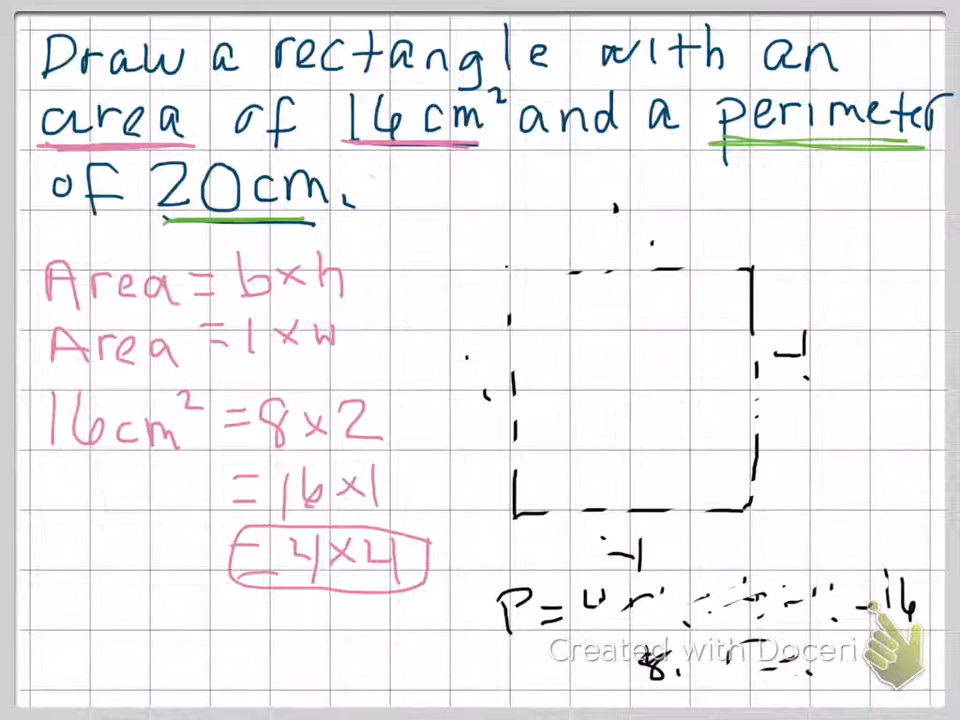 Draw a rectangle with an
area of 16cm² and a perimeter
of 20cm.
Area = b×h
Area = l×w
16cm² = 8×2
= 16×1
= 4×4
P =
16
Created with Doceri
8